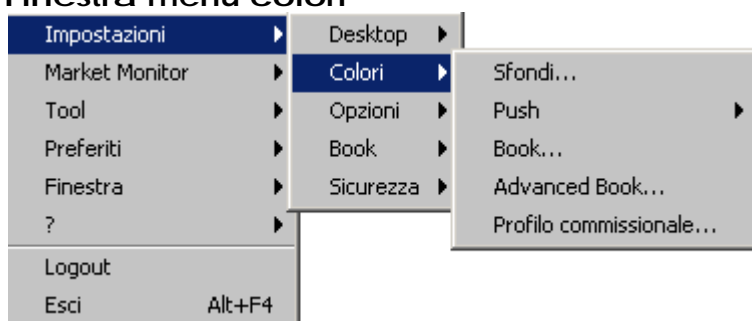 Finestra menu colori
Impostazioni
Market Monitor
Tool
Preferiti
Finestra
?
Logout
Esci Alt+F4
Desktop
Colori
Opzioni
Book
Sicurezza
Sfondi...
Push
Book...
Advanced Book...
Profilo commissionale...